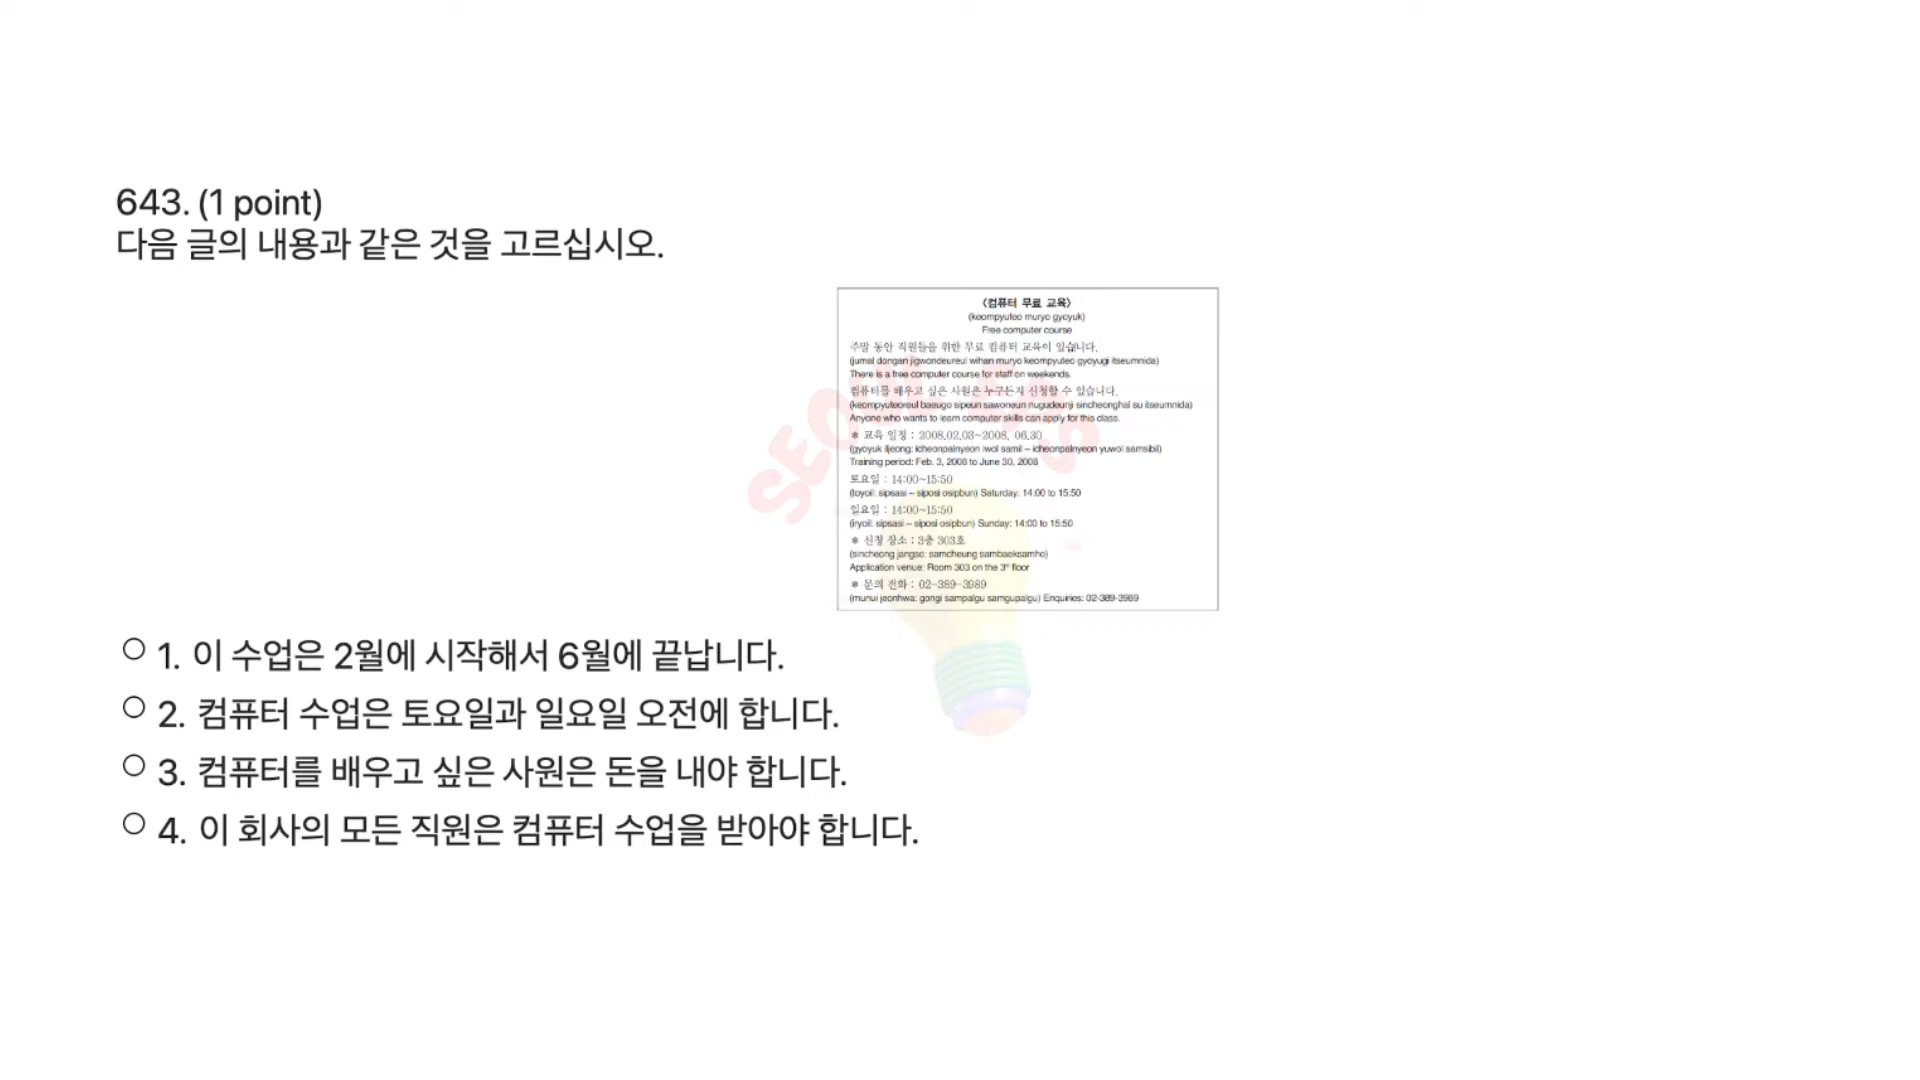 643. (1 point)
다음 글의 내용과 같은 것을 고르십시오.
<컴퓨터 무료 교육>
(keompyuteo muryo gyoyuk)
Free computer course
주말 동안 직원들을 위한 무료 컴퓨터 교육이 있습니다.
(jumal dongan jigwondeureul wihan muryo keompyuteo gyoyugi itseumnida)
There is a free computer course for staff on weekends.
컴퓨터를 배우고 싶은 사원은 누구든지 신청할 수 있습니다.
(keompyuteoreul baeugo sipeun sawoneun nugudeunji sincheonghal su itseumnida)
Anyone who wants to learn computer skills can apply for this class.
※ 교육 일정 : 2008.02.03~2008. 06.30
(gyoyuk iljeong: icheonpalnyeon iwol samil ~ icheonpalnyeon yuwol samsibil)
Training period: Feb. 3, 2008 to June 30, 2008
토요일 : 14:00~15:50
(toyoil: sipsasi ~ siposi osipbun) Saturday: 14:00 to 15:50
일요일 : 14:00~15:50
(iryoil: sipsasi ~ siposi osipbun) Sunday: 14:00 to 15:50
※ 신청 장소 : 3층 303호
(sincheong jangso: samcheung sambaeksamho)
Application venue: Room 303 on the 3rd floor
※ 문의 전화 : 02-389-3989
(munui jeonhwa: gongi sampalgu samgupalgu) Enquiries: 02-389-3989
1. 이 수업은 2월에 시작해서 6월에 끝납니다.
2. 컴퓨터 수업은 토요일과 일요일 오전에 합니다.
3. 컴퓨터를 배우고 싶은 사원은 돈을 내야 합니다.
4. 이 회사의 모든 직원은 컴퓨터 수업을 받아야 합니다.